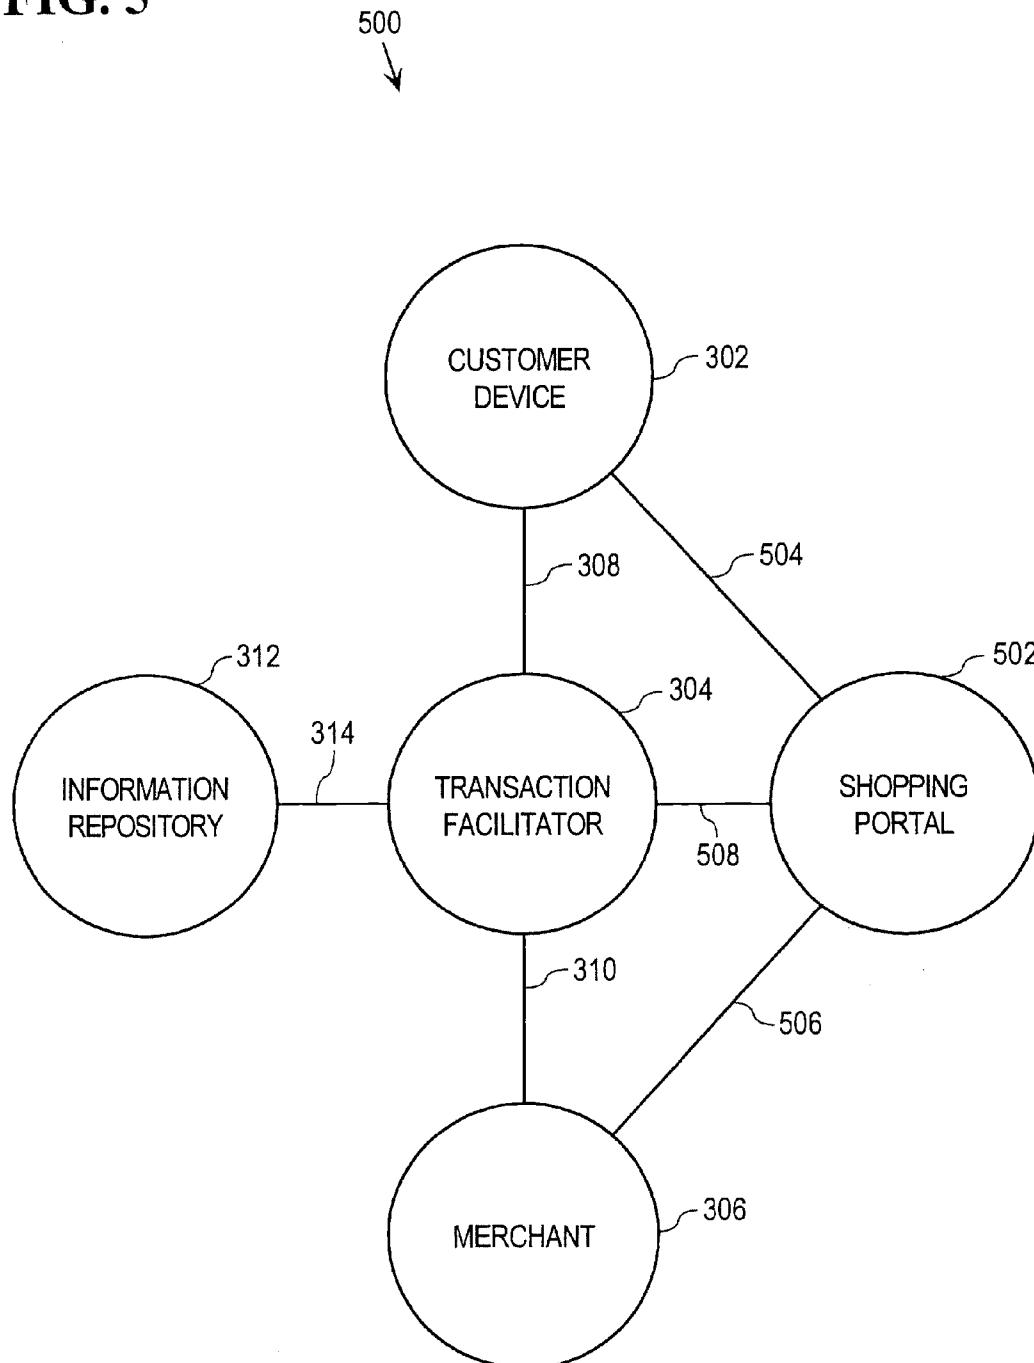 FIG. 5
500
CUSTOMER
DEVICE
302
308
504
312
304
502
314
INFORMATION
REPOSITORY
TRANSACTION
FACILITATOR
SHOPPING
PORTAL
508
310
506
MERCHANT
306